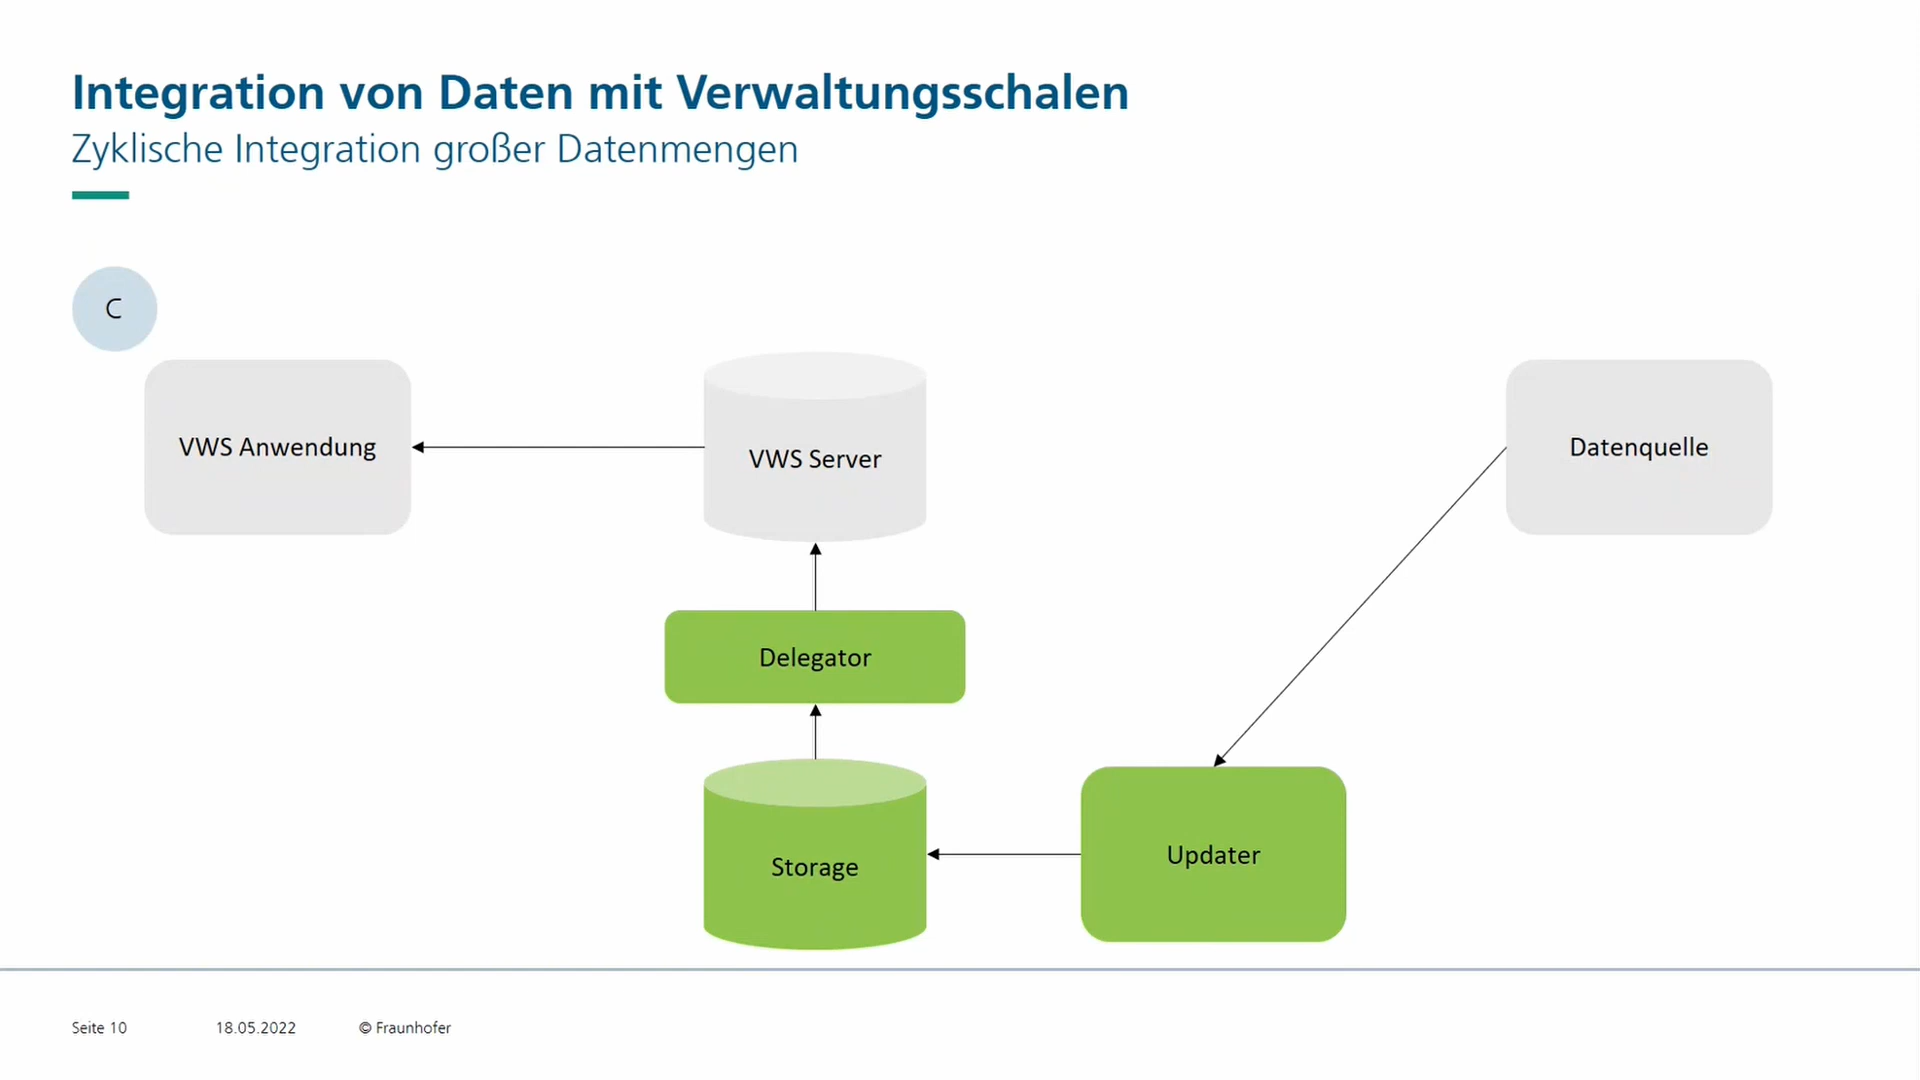 Integration von Daten mit Verwaltungsschalen
Zyklische Integration großer Datenmengen
C
VWS Anwendung
VWS Server
Datenquelle
Delegator
Storage
Updater
Seite 10
18.05.2022
© Fraunhofer